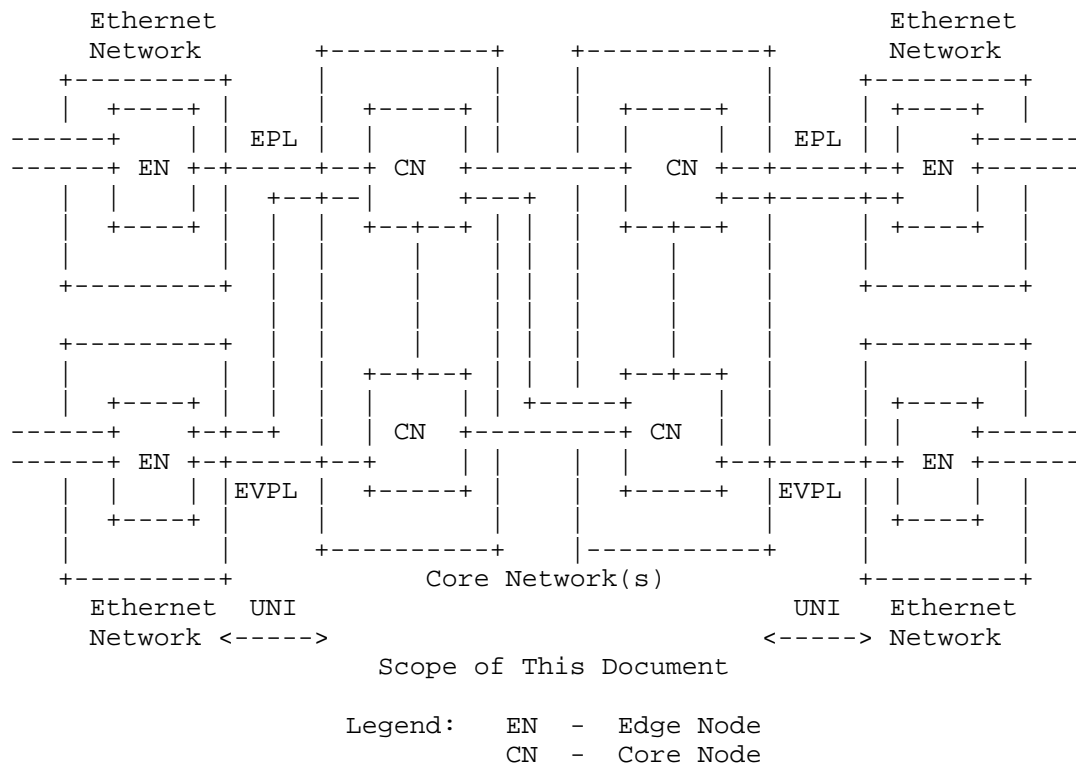 Ethernet Ethernet
Network Network
EPL EPL
EN CN CN EN
EN CN CN EN
EVPL EVPL
Core Network(s)
Ethernet UNI UNI Ethernet
Network <-----> <-----> Network
Scope of This Document
Legend: EN - Edge Node
CN - Core Node